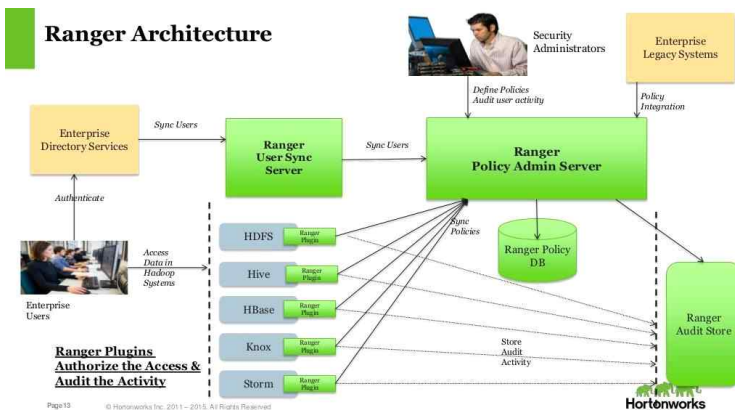 Ranger Architecture
Security
Administrators
Enterprise
Legacy Systems
Define Policies
Audit user activity
Policy
Integration
Enterprise
Directory Services
Sync Users
Ranger
User Sync
Server
Sync Users
Ranger
Policy Admin Server
Authenticate
Enterprise
Users
Access
Data in
Hadoop
Systems
HDFS
Ranger
Plugin
Hive
Ranger
Plugin
HBase
Ranger
Plugin
Knox
Ranger
Plugin
Storm
Ranger
Plugin
Sync
Policies
Ranger Policy
DB
Store
Audit
Activity
Ranger
Audit Store
Ranger Plugins
Authorize the Access &
Audit the Activity
Page 13
© Hortonworks Inc. 2011 – 2015. All Rights Reserved
Hortonworks